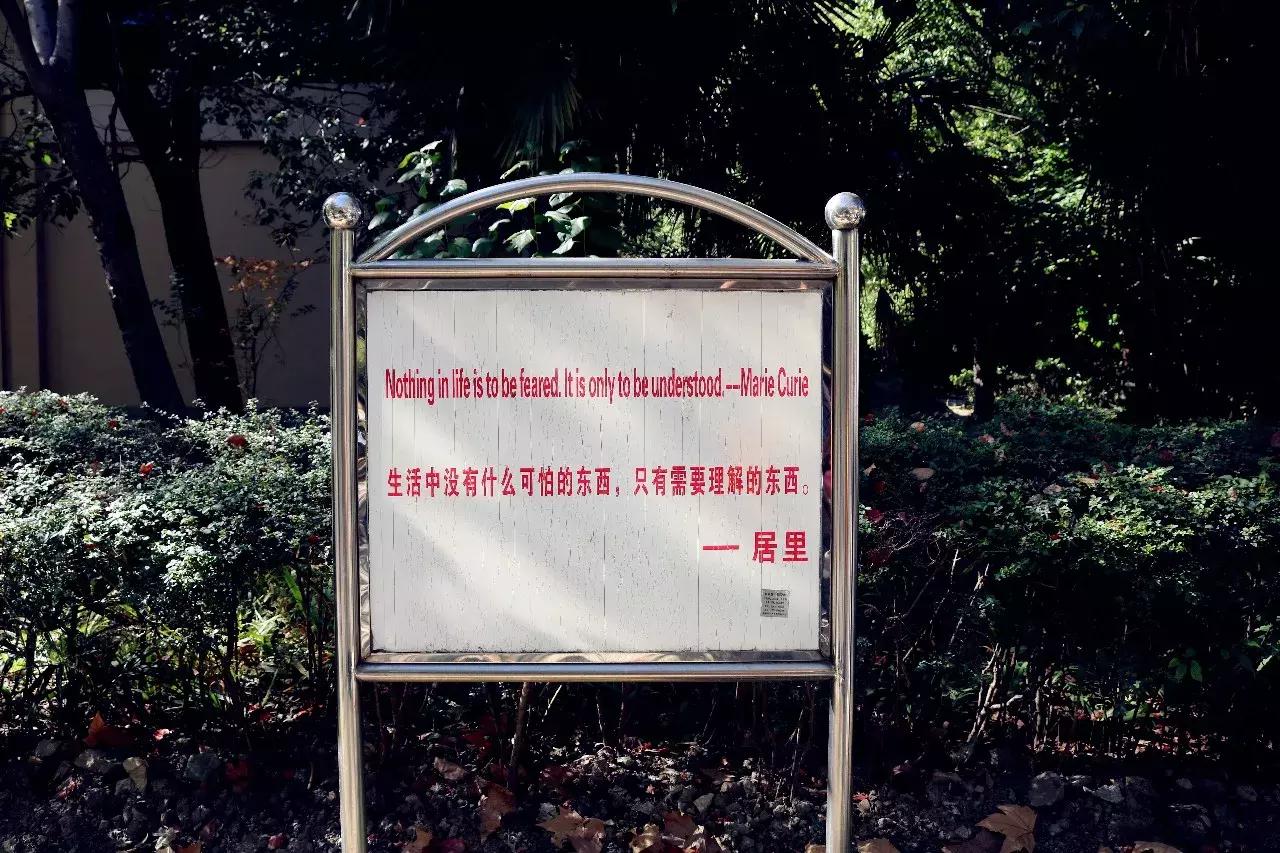 Nothing in life is to be feared. It is only to be understood.--Marie Curie
生活中没有什么可怕的东西，只有需要理解的东西。
— 居里